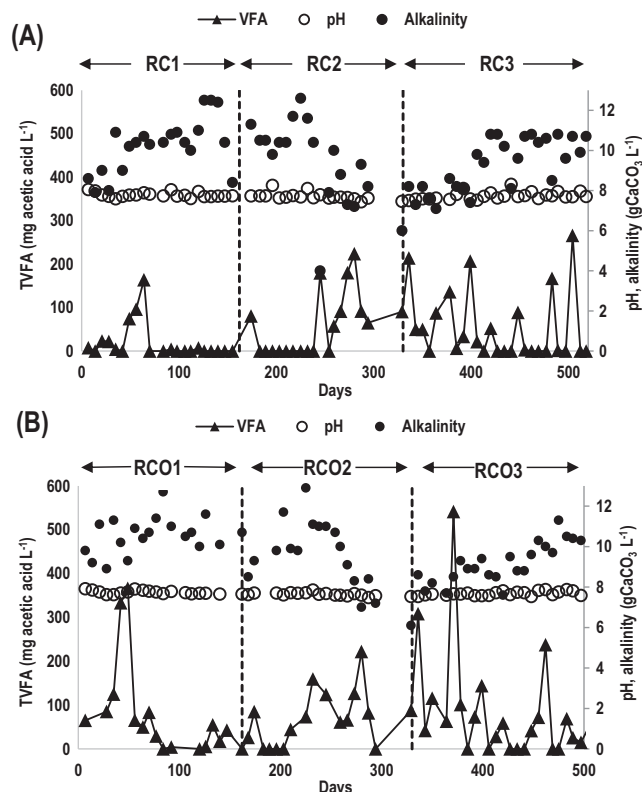 (A)
VFA pH Alkalinity
RC1 RC2 RC3
600
500
400
300
200
100
0
TVFA (mg acetic acid L-1)
12
10
8
6
4
2
0
pH, alkalinity (gCaCO3 L-1)
0 100 200 300 400 500
Days
(B)
VFA pH Alkalinity
RCO1 RCO2 RCO3
600
500
400
300
200
100
0
TVFA (mg acetic acid L-1)
12
10
8
6
4
2
0
pH, alkalinity (gCaCO3 L-1)
0 100 200 300 400 500
Days